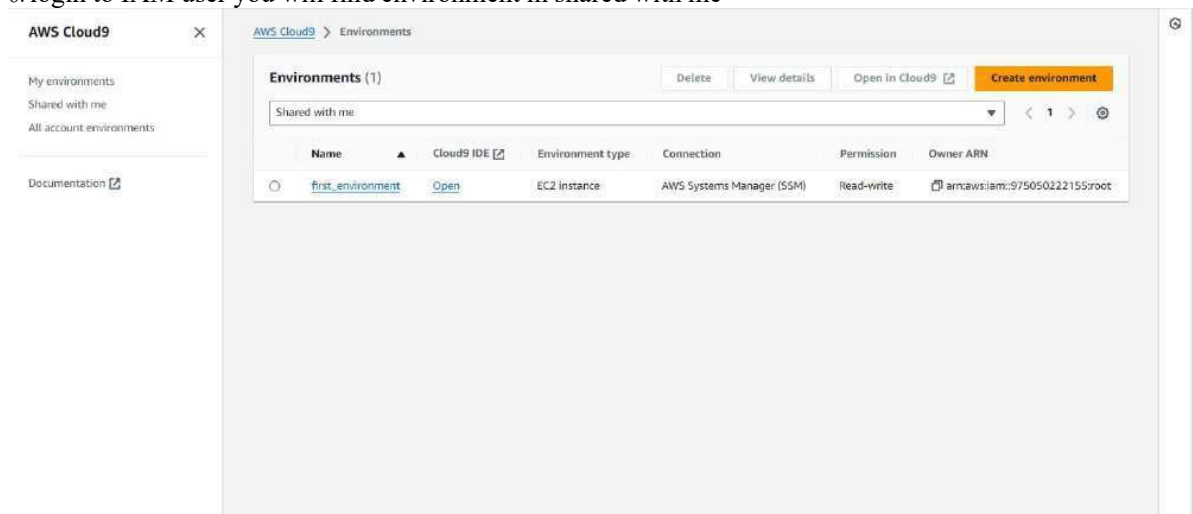 login to IAM user you will find environment in shared with me
AWS Cloud9
AWS Cloud9 > Environments
My environments
Shared with me
All account environments
Documentation
Environments (1)
Delete View details Open in Cloud9 Create environment
Shared with me
< 1 >
Name Cloud9 IDE Environment type Connection Permission Owner ARN
first_environment Open EC2 instance AWS Systems Manager (SSM) Read-write arn:aws:iam::975050222155:root